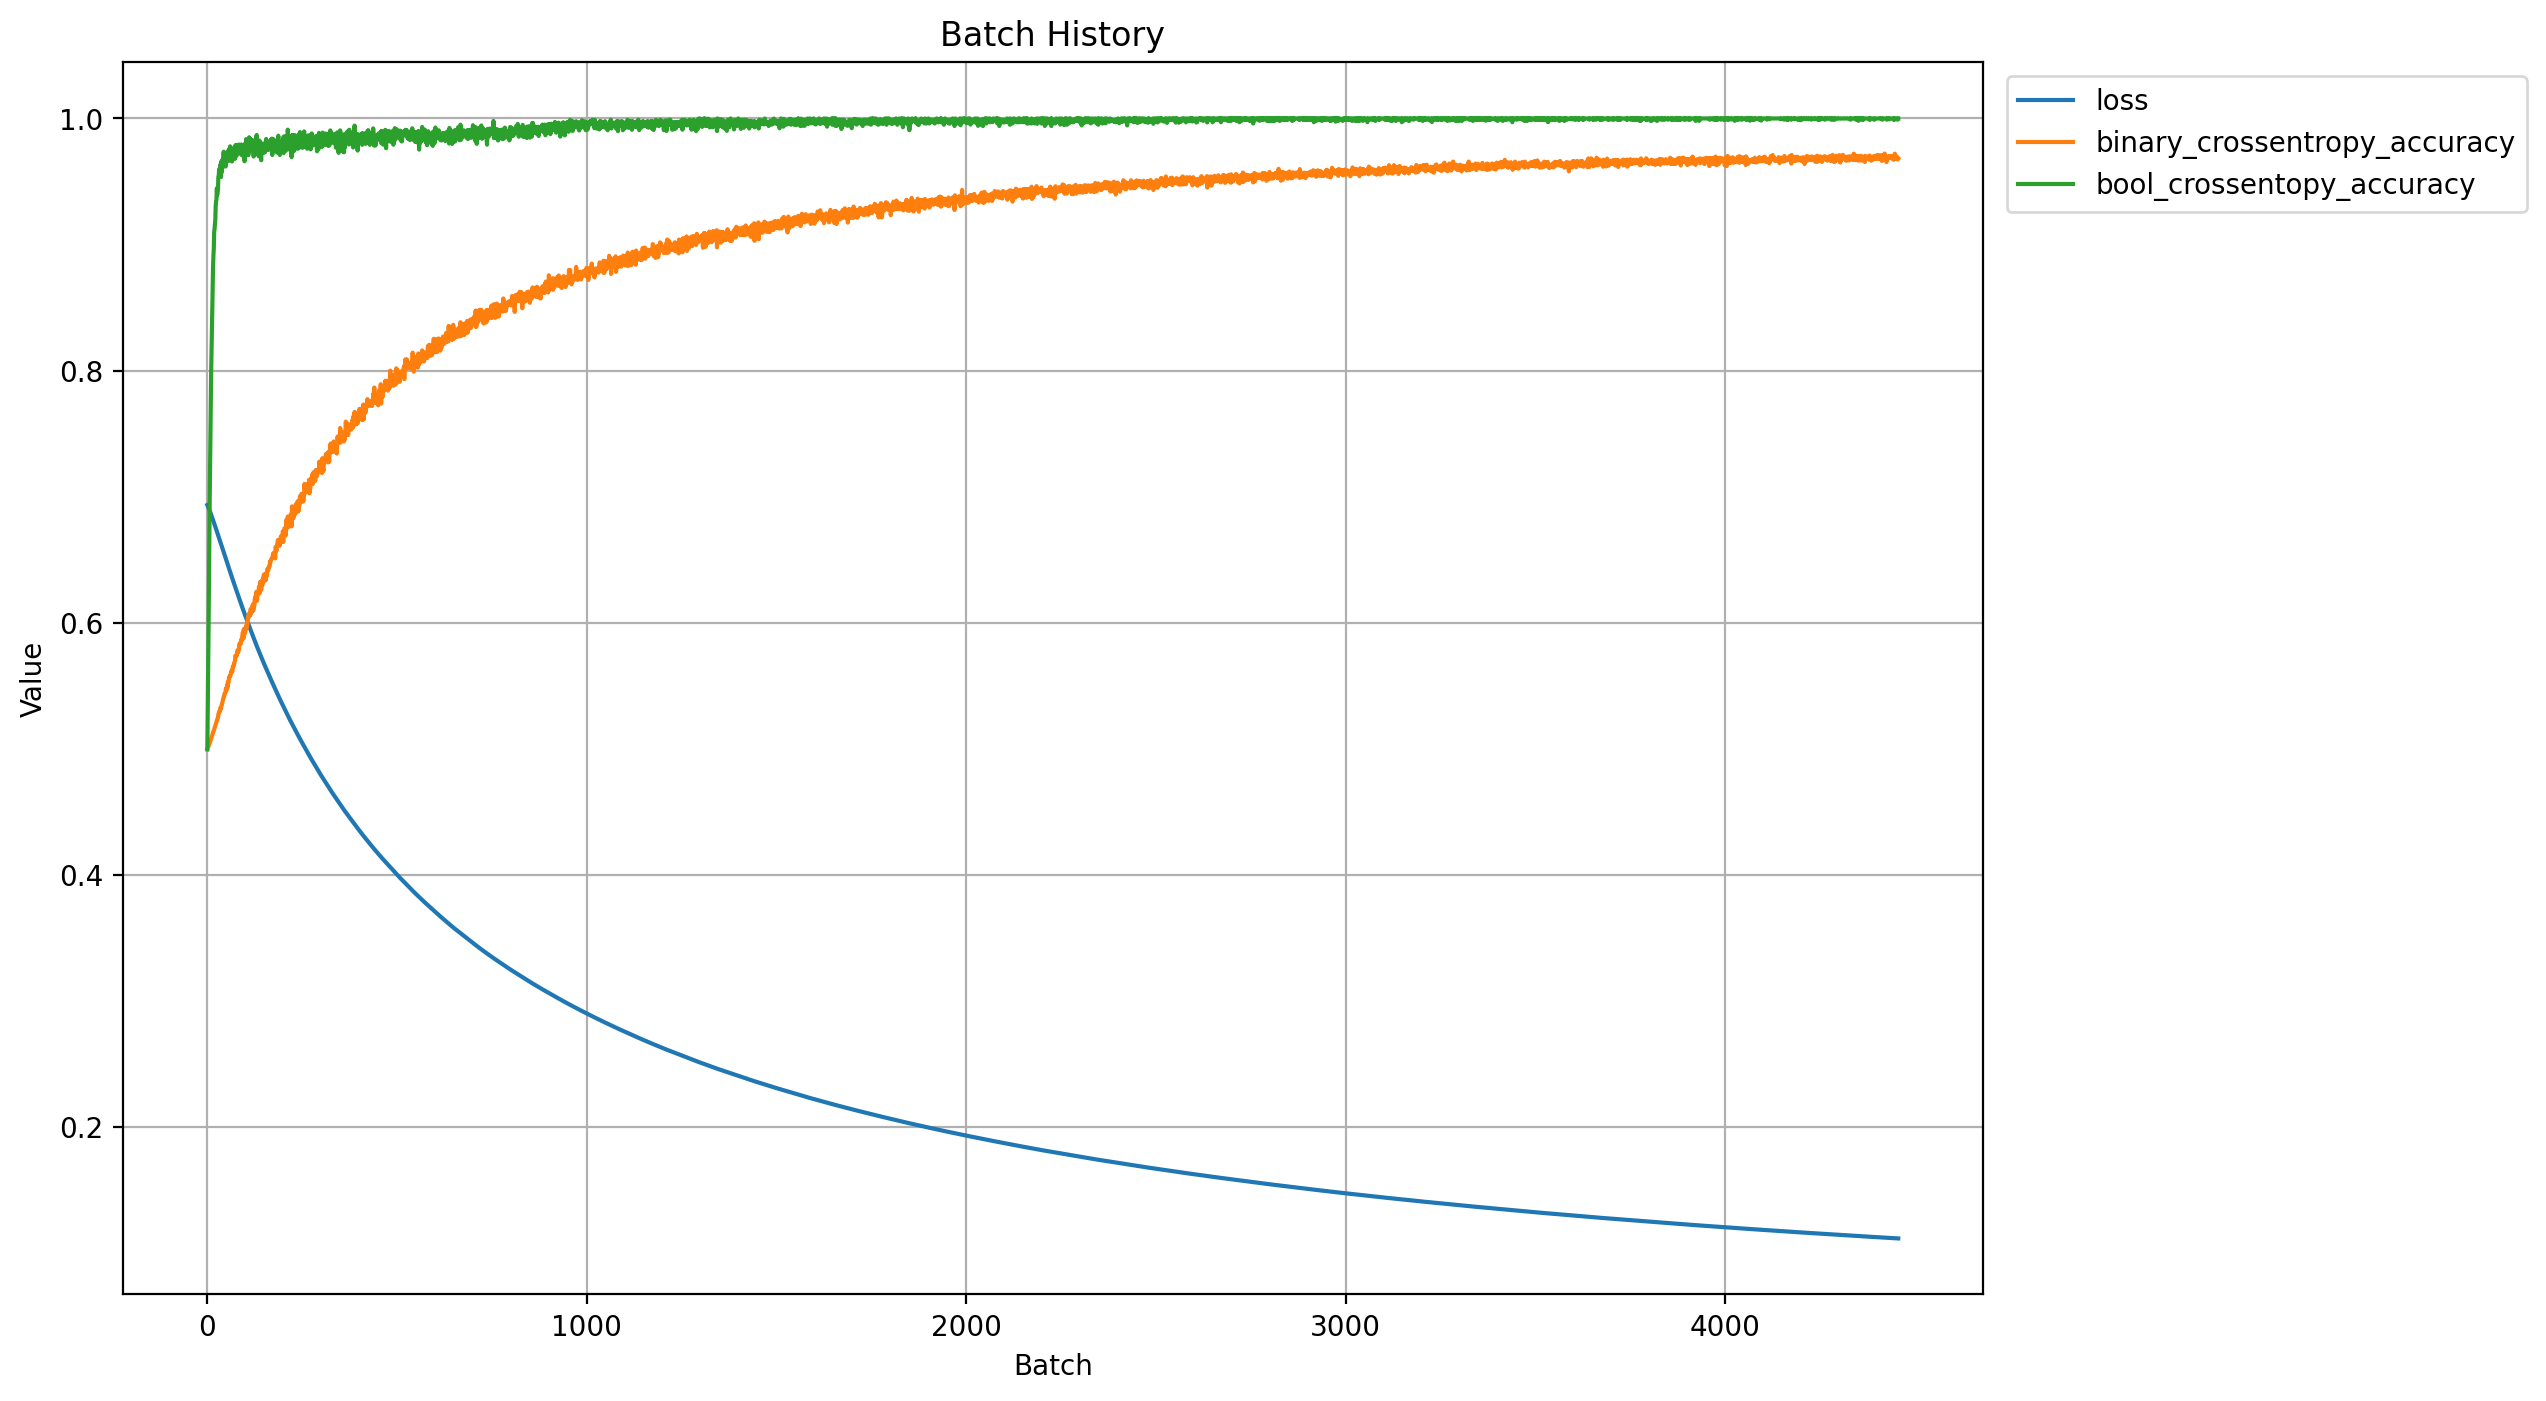 Batch History
loss
binary_crossentropy_accuracy
bool_crossentopy_accuracy
1.0
0.8
0.6
0.4
0.2
Value
0 1000 2000 3000 4000
Batch